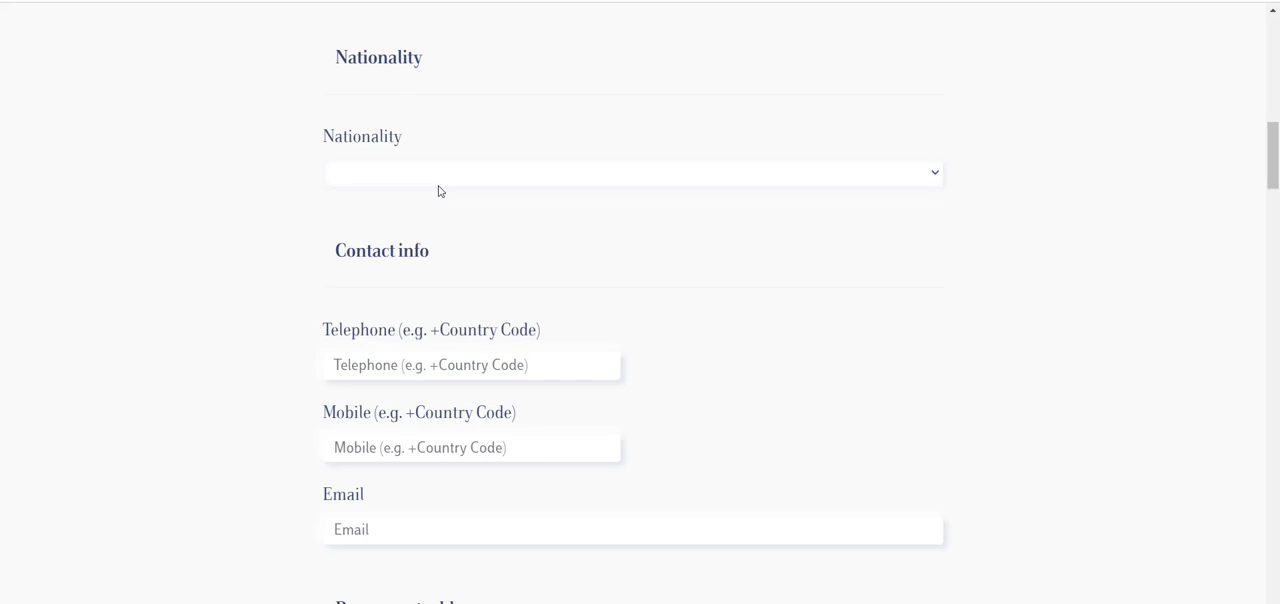 Nationality
Nationality
Contact info
Telephone (e.g. +Country Code)
Telephone (e.g. +Country Code)
Mobile (e.g. +Country Code)
Mobile (e.g. +Country Code)
Email
Email